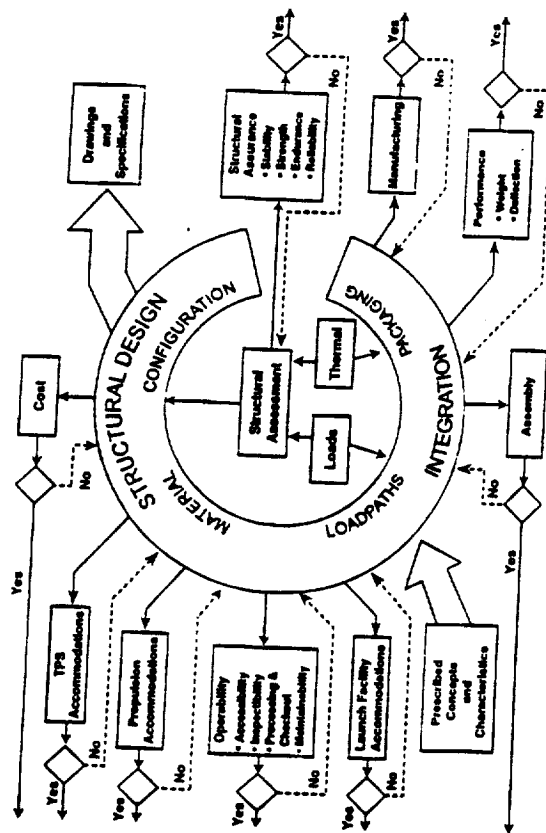 Drawings
and
Specifications
Yes
No
Structural
Assurance
• Stability
• Strength
• Endurance
• Reliability
Yes
No
Manufacturing
Yes
No
Performance
• Weight
• Deflection
Cost
Yes
No
STRUCTURAL DESIGN
CONFIGURATION
MATERIAL
Structural
Assessment
Thermal
Loads
PACKAGING
LOADPATHS
INTEGRATION
Assembly
No
Yes
TPS
Accommodations
Yes
No
Propulsion
Accommodations
Yes
No
Operability
• Accessibility
• Inspectibility
• Processing &
Checkout
• Maintainability
Yes
No
Launch Facility
Accommodations
Yes
No
Prescribed
Concepts
and
Characteristics